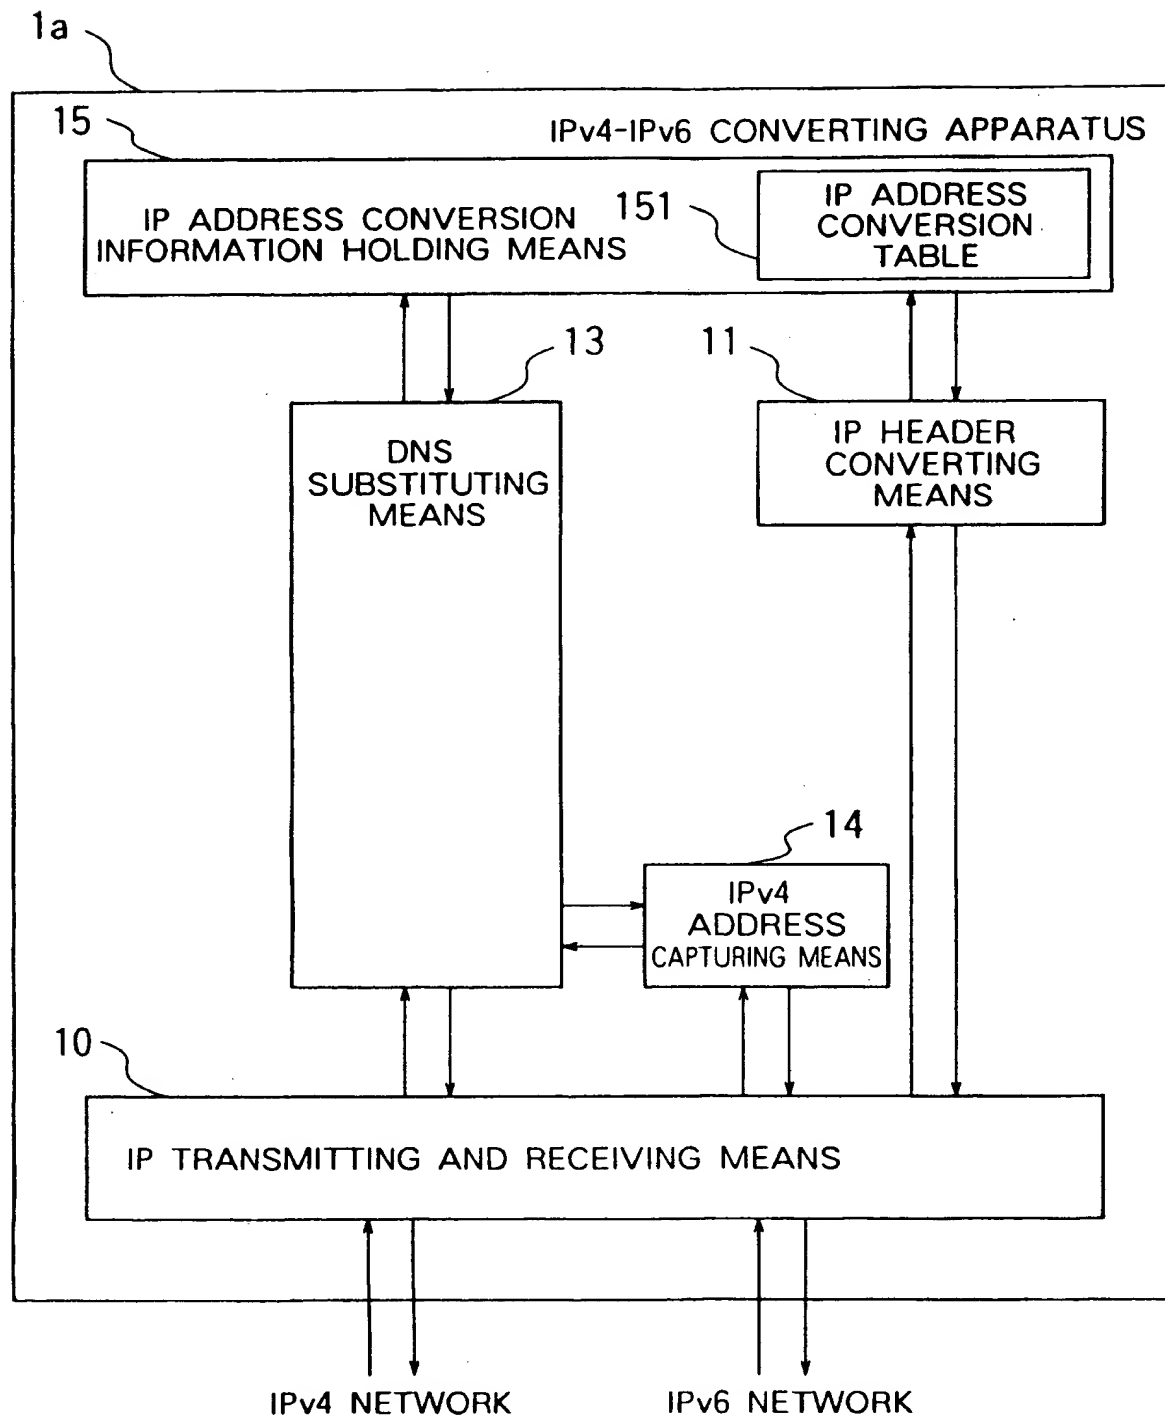 1a
15
IPv4-IPv6 CONVERTING APPARATUS
IP ADDRESS CONVERSION
INFORMATION HOLDING MEANS
151
IP ADDRESS
CONVERSION
TABLE
13
11
DNS
SUBSTITUTING
MEANS
IP HEADER
CONVERTING
MEANS
14
IPv4
ADDRESS
CAPTURING MEANS
10
IP TRANSMITTING AND RECEIVING MEANS
IPv4 NETWORK
IPv6 NETWORK